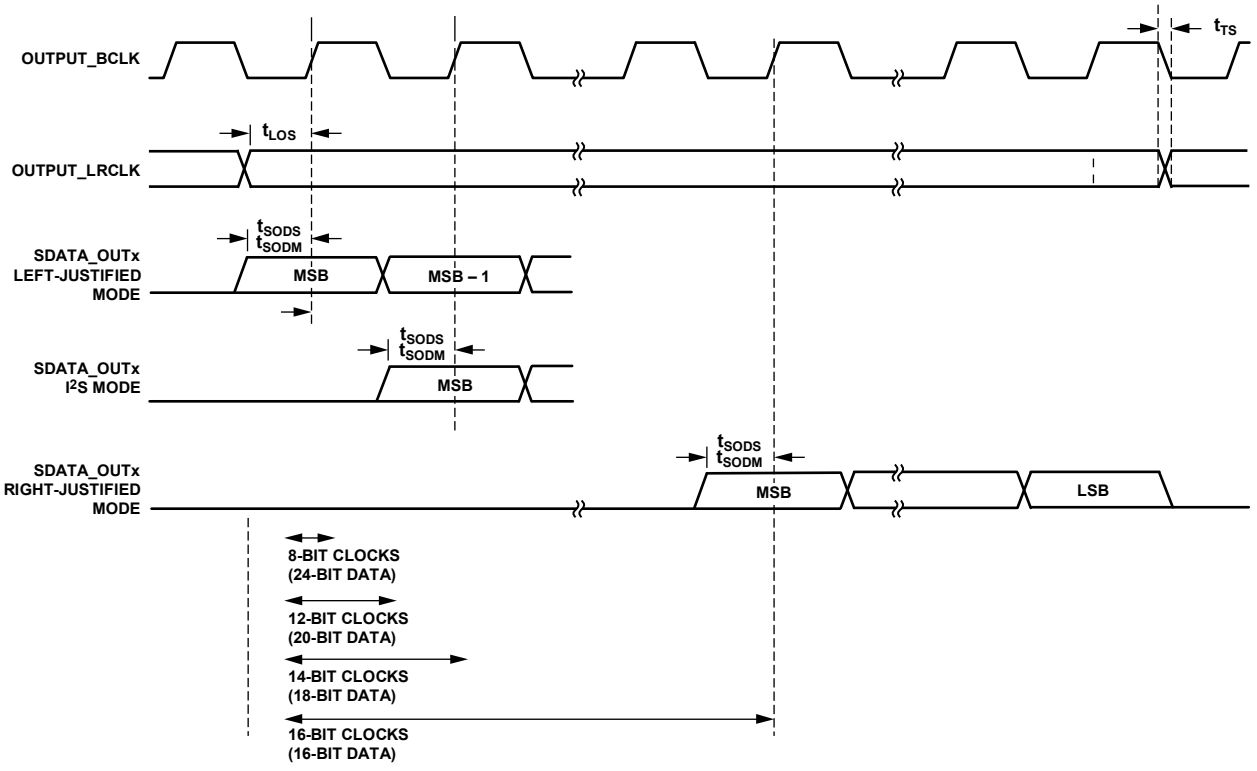 OUTPUT_BCLK
tTS
OUTPUT_LRCLK
tLOS
SDATA_OUTx
LEFT-JUSTIFIED
MODE
tSODS
tSODM
MSB
MSB – 1
SDATA_OUTx
I2S MODE
tSODS
tSODM
MSB
SDATA_OUTx
RIGHT-JUSTIFIED
MODE
tSODS
tSODM
MSB
LSB
8-BIT CLOCKS
(24-BIT DATA)
12-BIT CLOCKS
(20-BIT DATA)
14-BIT CLOCKS
(18-BIT DATA)
16-BIT CLOCKS
(16-BIT DATA)